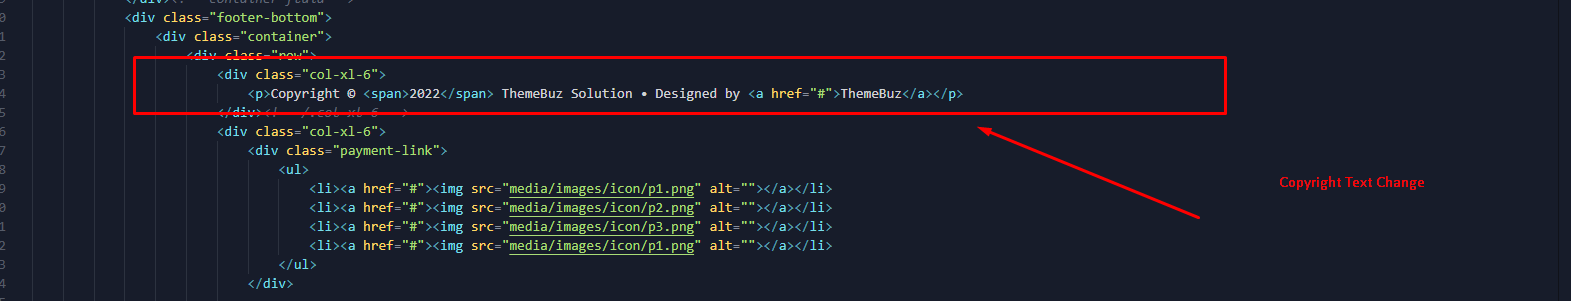 <div class="footer-bottom">
<div class="container">
<div class="row">
<div class="col-xl-6">
<p>Copyright © <span>2022</span> ThemeBuz Solution • Designed by <a href="#">ThemeBuz</a></p>
</div><!-- /.col-xl-6 -->
<div class="col-xl-6">
<div class="payment-link">
<ul>
<li><a href="#"><img src="media/images/icon/p1.png" alt=""></a></li>
<li><a href="#"><img src="media/images/icon/p2.png" alt=""></a></li>
Copyright Text Change
<li><a href="#"><img src="media/images/icon/p3.png" alt=""></a></li>
<li><a href="#"><img src="media/images/icon/p1.png" alt=""></a></li>
</ul>
</div>